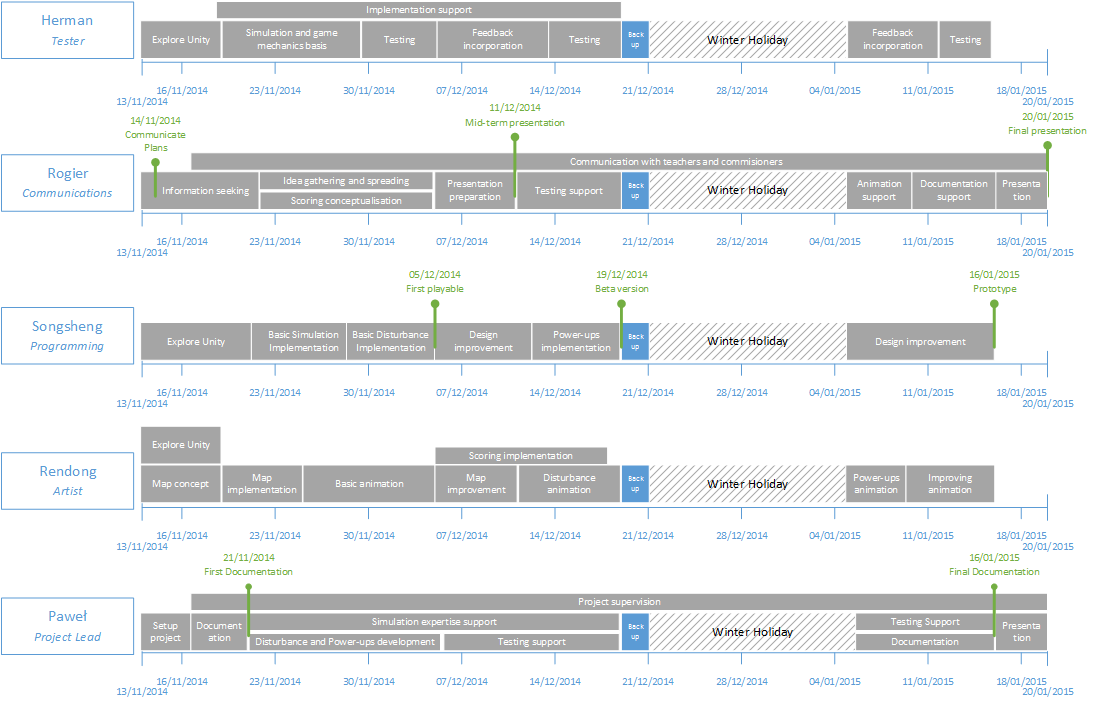 Herman
Tester
Implementation support
Explore Unity
Simulation and game
mechanics basis
Testing
Feedback
incorporation
Testing
Back
up
Winter Holiday
Feedback
incorporation
Testing
16/11/2014
23/11/2014
30/11/2014
07/12/2014
14/12/2014
21/12/2014
28/12/2014
04/01/2015
11/01/2015
18/01/2015
13/11/2014
20/01/2015
14/11/2014
Communicate
Plans
11/12/2014
Mid-term presentation
20/01/2015
Final presentation
Rogier
Communications
Communication with teachers and commisioners
Information seeking
Idea gathering and spreading
Scoring conceptualisation
Presentation
preparation
Testing support
Back
up
Winter Holiday
Animation
support
Documentation
support
Presenta
tion
16/11/2014
23/11/2014
30/11/2014
07/12/2014
14/12/2014
21/12/2014
28/12/2014
04/01/2015
11/01/2015
18/01/2015
13/11/2014
20/01/2015
05/12/2014
First playable
19/12/2014
Beta version
16/01/2015
Prototype
Songsheng
Programming
Explore Unity
Basic Simulation
Implementation
Basic Disturbance
Implementation
Design
improvement
Power-ups
implementation
Back
up
Winter Holiday
Design improvement
16/11/2014
23/11/2014
30/11/2014
07/12/2014
14/12/2014
21/12/2014
28/12/2014
04/01/2015
11/01/2015
18/01/2015
13/11/2014
20/01/2015
Rendong
Artist
Explore Unity
Map concept
Map
implementation
Basic animation
Scoring implementation
Map
improvement
Disturbance
animation
Back
up
Winter Holiday
Power-ups
animation
Improving
animation
16/11/2014
23/11/2014
30/11/2014
07/12/2014
14/12/2014
21/12/2014
28/12/2014
04/01/2015
11/01/2015
18/01/2015
13/11/2014
20/01/2015
21/11/2014
First Documentation
16/01/2015
Final Documentation
Paweł
Project Lead
Project supervision
Setup
project
Document
ation
Simulation expertise support
Disturbance and Power-ups development
Testing support
Back
up
Winter Holiday
Testing Support
Documentation
Presenta
tion
16/11/2014
23/11/2014
30/11/2014
07/12/2014
14/12/2014
21/12/2014
28/12/2014
04/01/2015
11/01/2015
18/01/2015
13/11/2014
20/01/2015